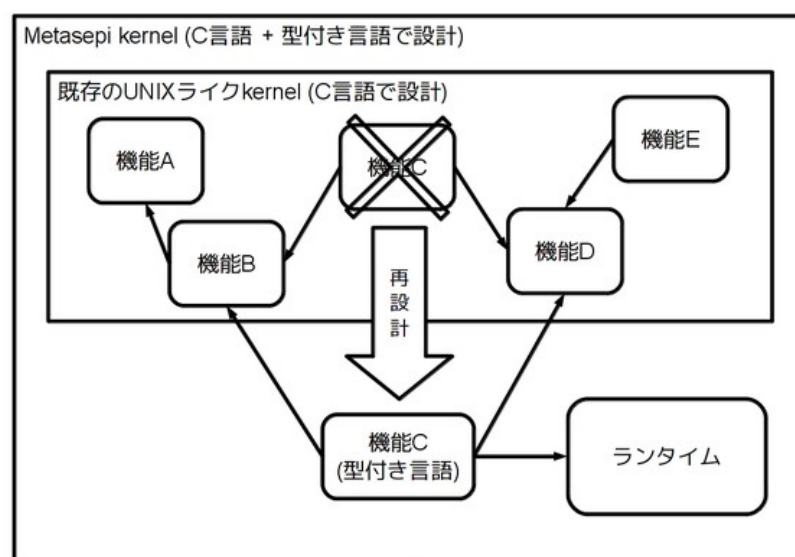 Metasepi kernel (C言語 + 型付き言語で設計)
既存のUNIXライクkernel (C言語で設計)
機能A
機能C
機能E
機能B
機能D
再
設
計
機能C
(型付き言語)
ランタイム